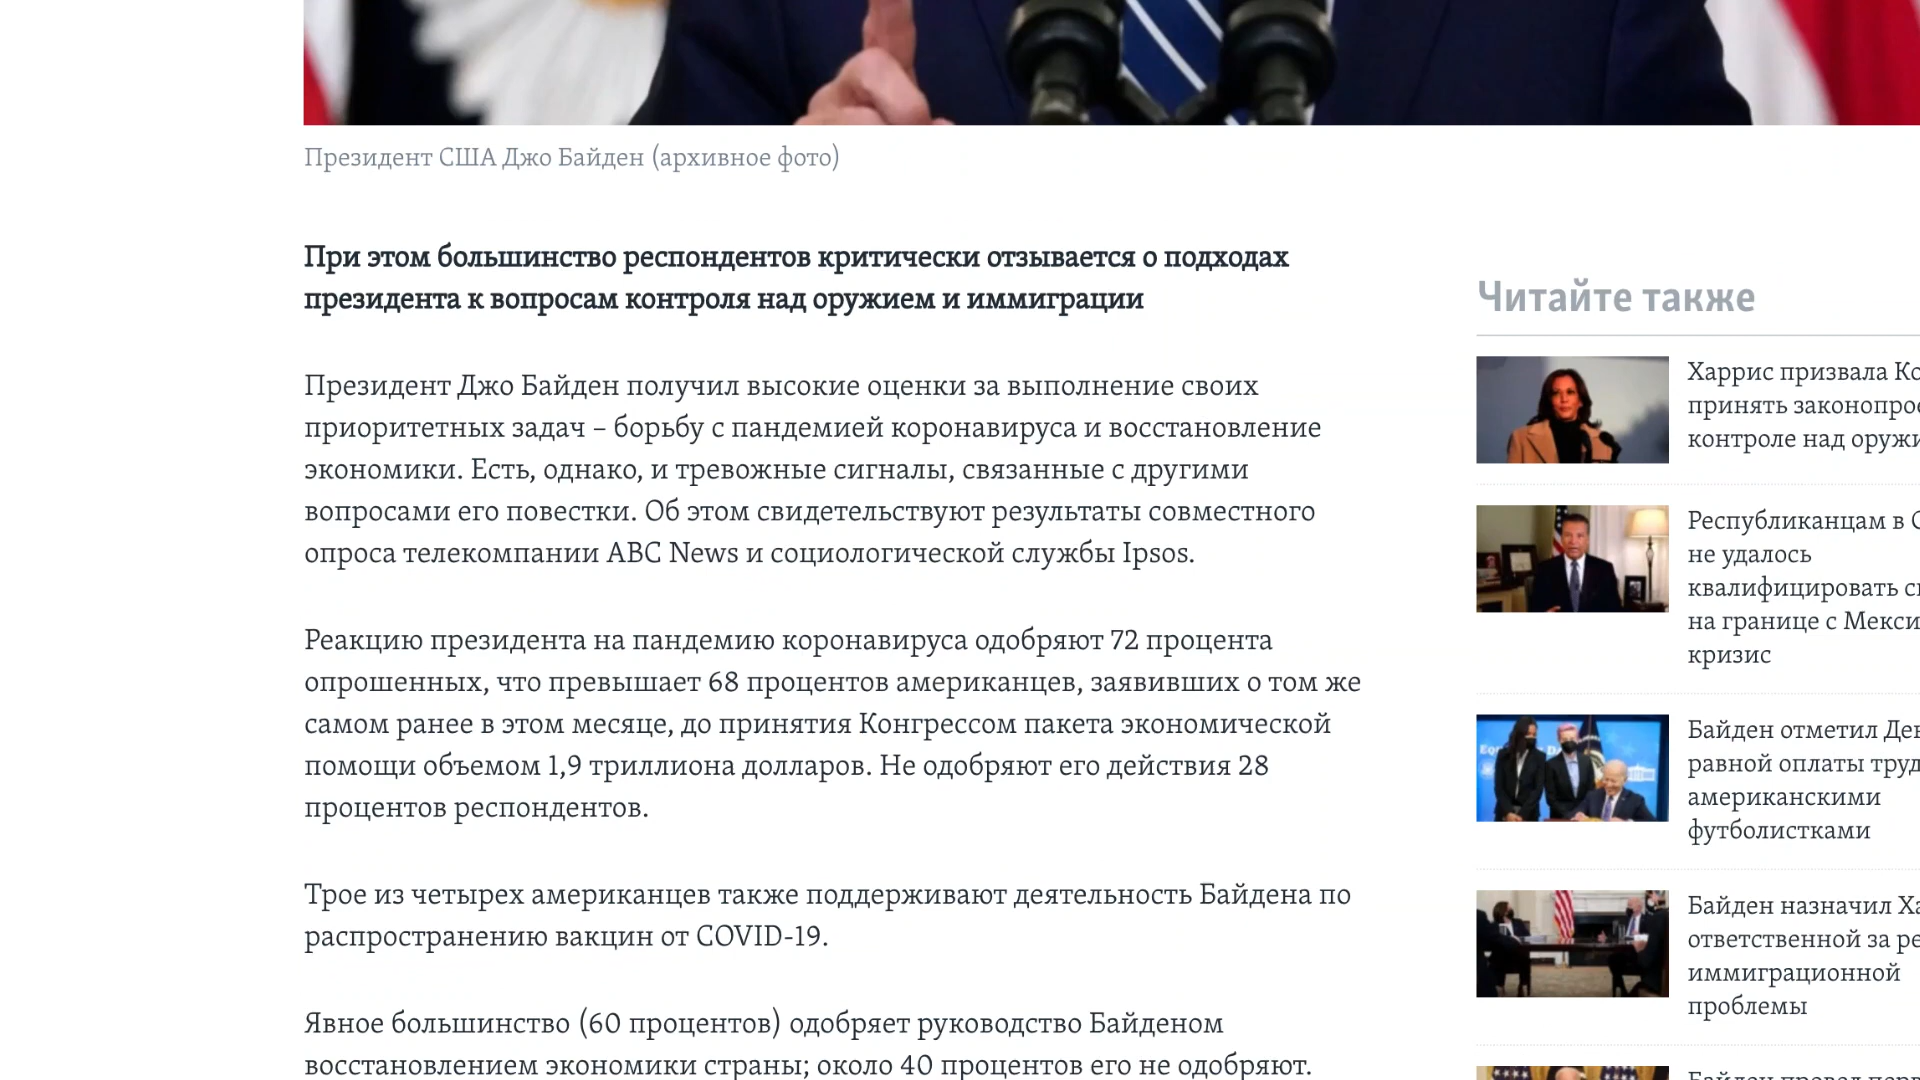 Президент США Джо Байден (архивное фото)
При этом большинство респондентов критически отзывается о подходах
президента к вопросам контроля над оружием и иммиграции
Президент Джо Байден получил высокие оценки за выполнение своих
приоритетных задач – борьбу с пандемией коронавируса и восстановление
экономики. Есть, однако, и тревожные сигналы, связанные с другими
вопросами его повестки. Об этом свидетельствуют результаты совместного
опроса телекомпании ABC News и социологической службы Ipsos.
Реакцию президента на пандемию коронавируса одобряют 72 процента
опрошенных, что превышает 68 процентов американцев, заявивших о том же
самом ранее в этом месяце, до принятия Конгрессом пакета экономической
помощи объемом 1,9 триллиона долларов. Не одобряют его действия 28
процентов респондентов.
Трое из четырех американцев также поддерживают деятельность Байдена по
распространению вакцин от COVID-19.
Явное большинство (60 процентов) одобряет руководство Байденом
восстановлением экономики страны; около 40 процентов его не одобряют.
Читайте также
Харрис призвала
принять
контроле над
Республиканцам в
не удалось
квалифицировать
на границе с
кризис
Байден отметил
равной оплаты
американскими
футболистками
Байден назначил
ответственной за
иммиграционной
проблемы